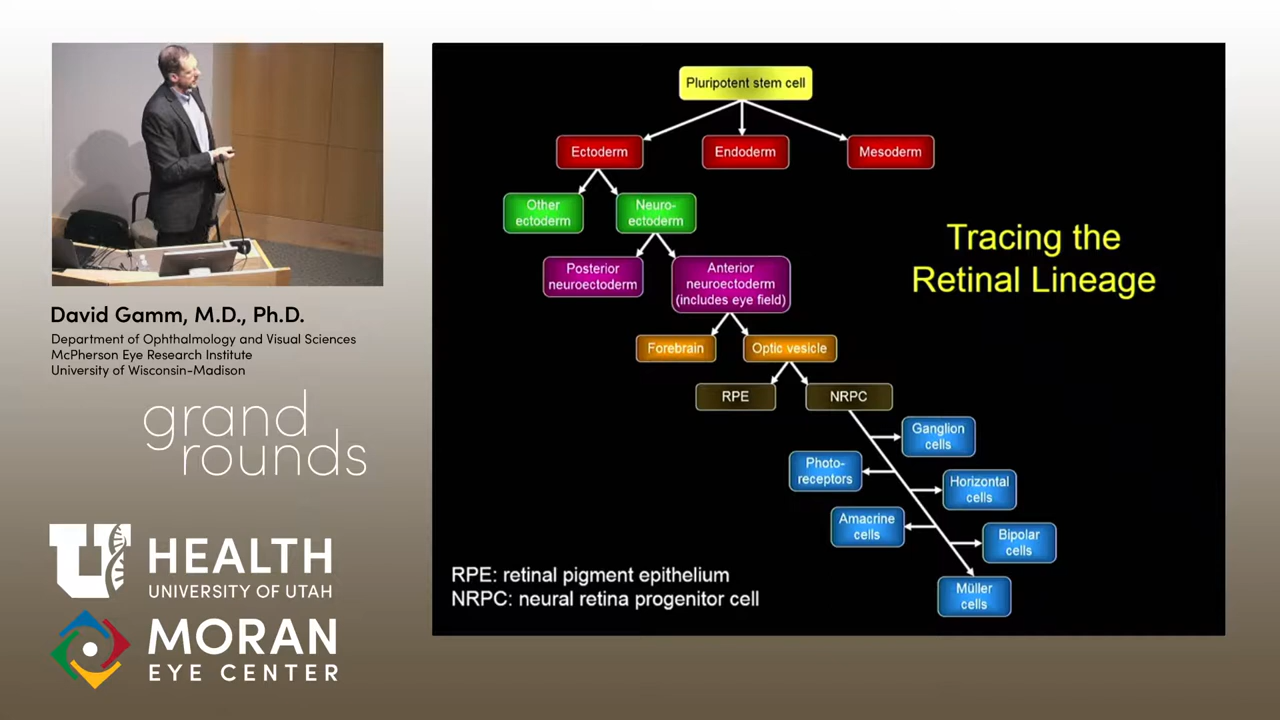 David Gamm, M.D., Ph.D.
Department of Ophthalmology and Visual Sciences
McPherson Eye Research Institute
University of Wisconsin-Madison
grand
rounds
U
HEALTH
UNIVERSITY OF UTAH
MORAN
EYE CENTER
Pluripotent stem cell
Ectoderm
Endoderm
Mesoderm
Other
ectoderm
Neuro-
ectoderm
Tracing the
Retinal Lineage
Posterior
neuroectoderm
Anterior
neuroectoderm
(includes eye field)
Forebrain
Optic vesicle
RPE
NRPC
Ganglion
cells
Photo-
receptors
Horizontal
cells
Amacrine
cells
Bipolar
cells
Müller
cells
RPE: retinal pigment epithelium
NRPC: neural retina progenitor cell